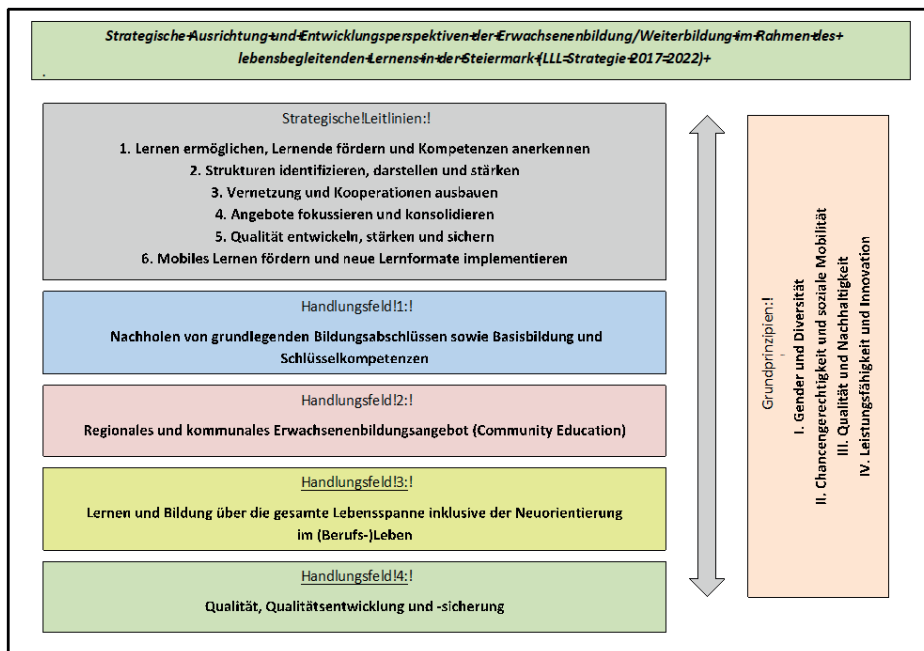 Strategische-Ausrichtung-und-Entwicklungsperspektiven-der-Erwachsenenbildung/Weiterbildung-im-Rahmen-des+
lebensbegleitenden-Lernens-in-der-Steiermark-(LLL=Strategie-2017=2022)+
.
Strategische!Leitlinien:!
1. Lernen ermöglichen, Lernende fördern und Kompetenzen anerkennen
2. Strukturen identifizieren, darstellen und stärken
3. Vernetzung und Kooperationen ausbauen
4. Angebote fokussieren und konsolidieren
5. Qualität entwickeln, stärken und sichern
6. Mobiles Lernen fördern und neue Lernformate implementieren
Handlungsfeld!1:!
Nachholen von grundlegenden Bildungsabschlüssen sowie Basisbildung und
Schlüsselkompetenzen
Handlungsfeld!2:!
Regionales und kommunales Erwachsenenbildungsangebot (Community Education)
Handlungsfeld!3:!
Lernen und Bildung über die gesamte Lebensspanne inklusive der Neuorientierung
im (Berufs-)Leben
Handlungsfeld!4:!
Qualität, Qualitätsentwicklung und -sicherung
Grundprinzipien:!
I. Gender und Diversität
II. Chancengerechtigkeit und soziale Mobilität
III. Qualität und Nachhaltigkeit
IV. Leistungsfähigkeit und Innovation